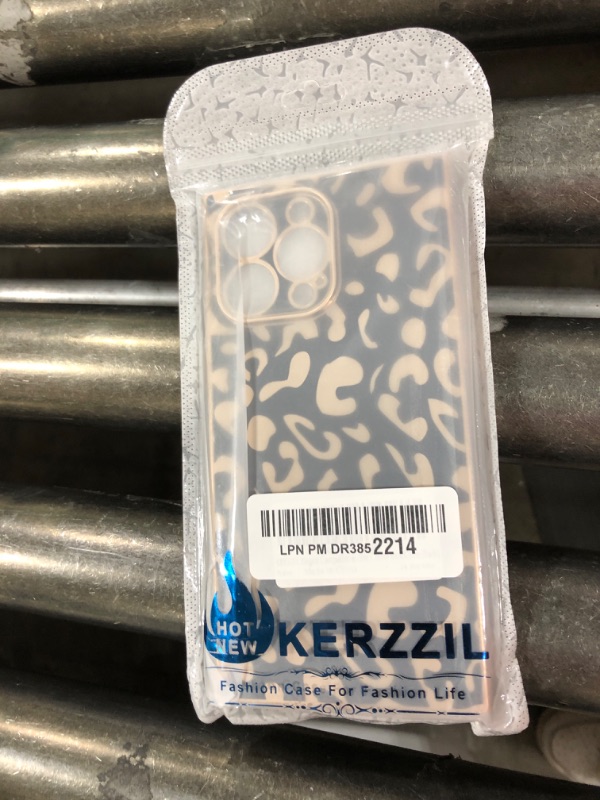 LPN PM DR3852214
HOT
NEW
KERZZIL
Fashion Case For Fashion Life